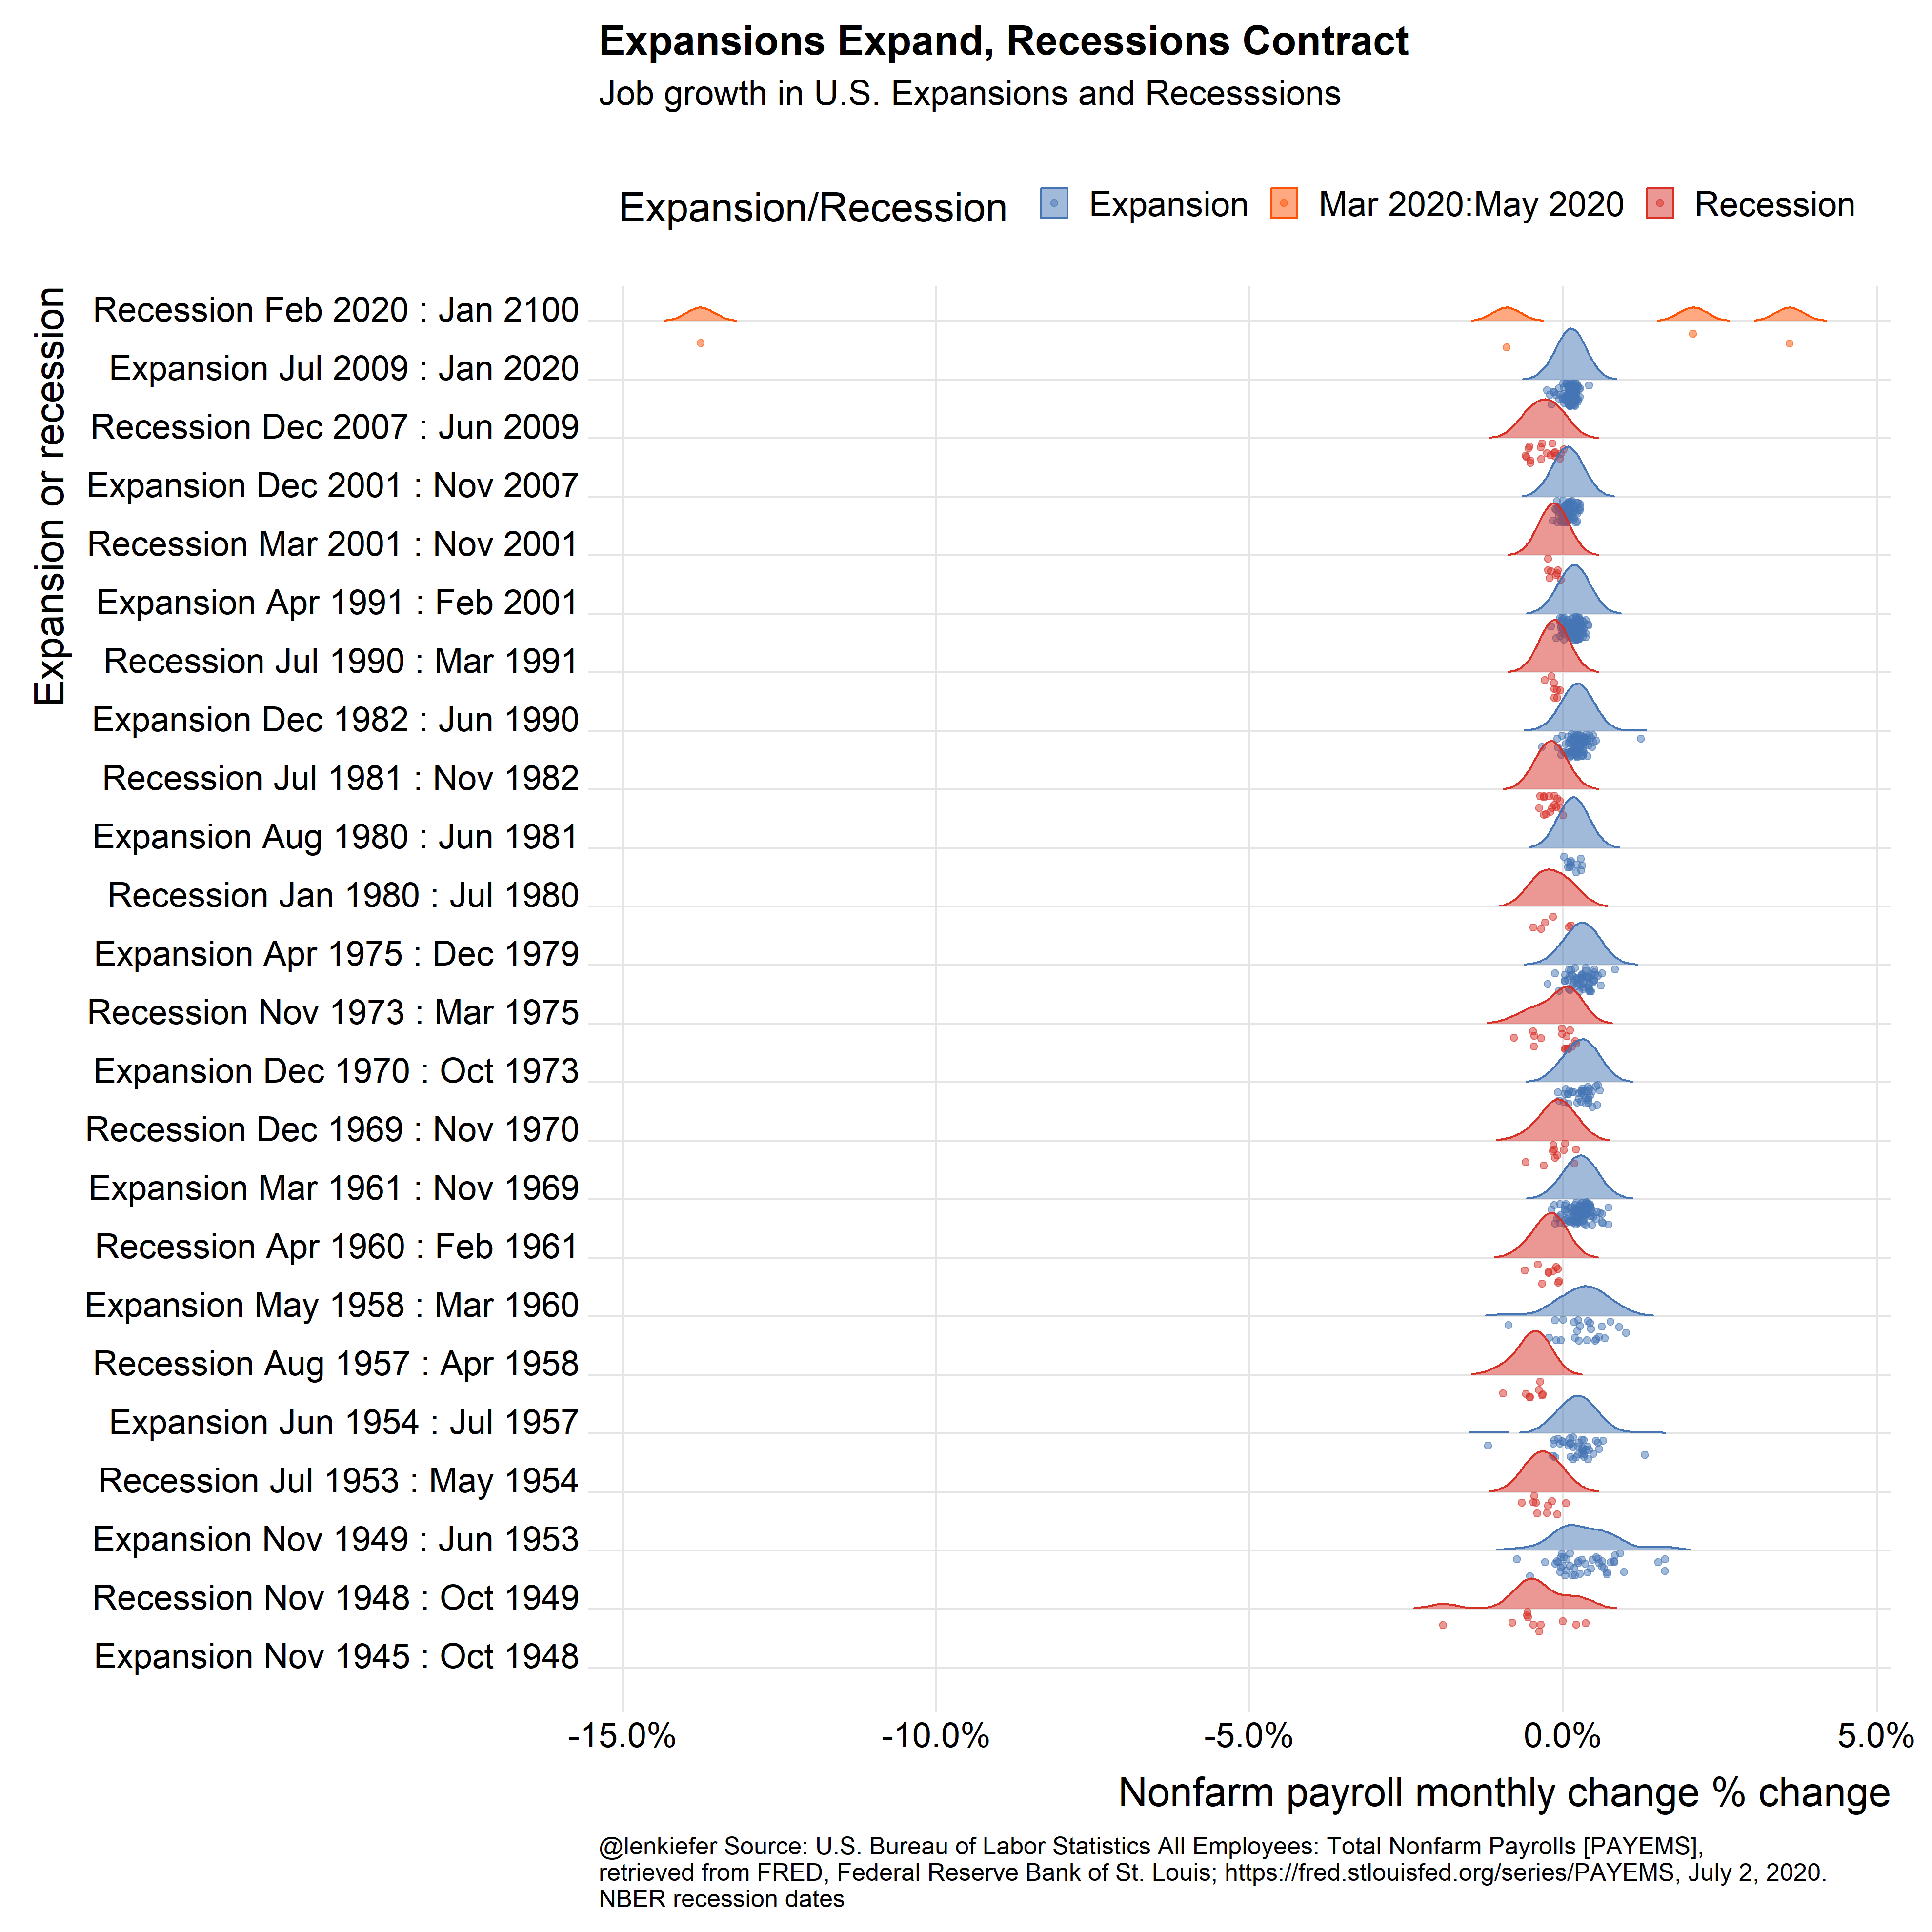 Expansions Expand, Recessions Contract
Job growth in U.S. Expansions and Recesssions
Expansion/Recession Expansion Mar 2020:May 2020 Recession
Expansion or recession
Recession Feb 2020 : Jan 2100
Expansion Jul 2009 : Jan 2020
Recession Dec 2007 : Jun 2009
Expansion Dec 2001 : Nov 2007
Recession Mar 2001 : Nov 2001
Expansion Apr 1991 : Feb 2001
Recession Jul 1990 : Mar 1991
Expansion Dec 1982 : Jun 1990
Recession Jul 1981 : Nov 1982
Expansion Aug 1980 : Jun 1981
Recession Jan 1980 : Jul 1980
Expansion Apr 1975 : Dec 1979
Recession Nov 1973 : Mar 1975
Expansion Dec 1970 : Oct 1973
Recession Dec 1969 : Nov 1970
Expansion Mar 1961 : Nov 1969
Recession Apr 1960 : Feb 1961
Expansion May 1958 : Mar 1960
Recession Aug 1957 : Apr 1958
Expansion Jun 1954 : Jul 1957
Recession Jul 1953 : May 1954
Expansion Nov 1949 : Jun 1953
Recession Nov 1948 : Oct 1949
Expansion Nov 1945 : Oct 1948
-15.0% -10.0% -5.0% 0.0% 5.0%
Nonfarm payroll monthly change % change
@lenkiefer Source: U.S. Bureau of Labor Statistics All Employees: Total Nonfarm Payrolls [PAYEMS],
retrieved from FRED, Federal Reserve Bank of St. Louis; https://fred.stlouisfed.org/series/PAYEMS, July 2, 2020.
NBER recession dates